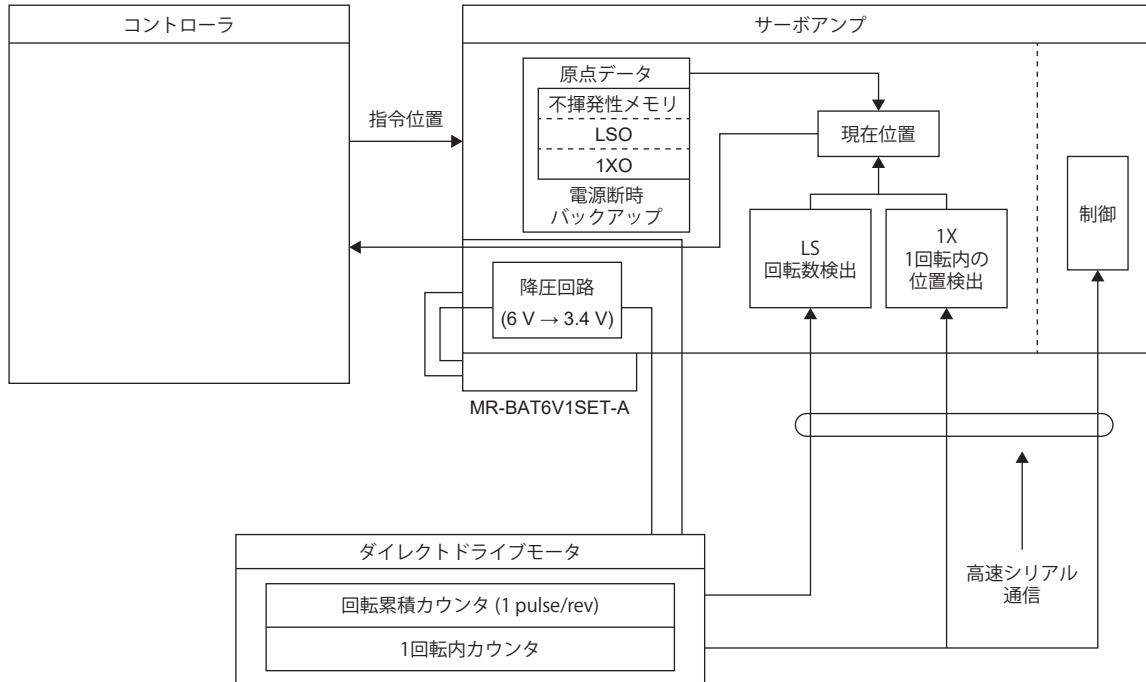 コントローラ
サーボアンプ
原点データ
不揮発性メモリ
LSO
1XO
電源断時
バックアップ
指令位置
現在位置
LS
回転数検出
1X
1回転内の
位置検出
制御
降圧回路
(6 V → 3.4 V)
MR-BAT6V1SET-A
ダイレクトドライブモータ
回転累積カウンタ (1 pulse/rev)
1回転内カウンタ
高速シリアル
通信